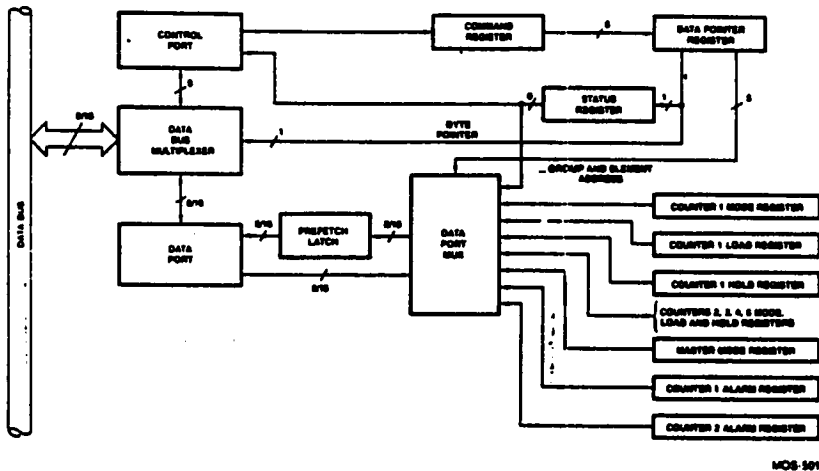 CONTROL
PORT
COMMAND
REGISTER
DATA POINTER
REGISTER
STATUS
REGISTER
BYTE
POINTER
1
1
DATA BUS
8/16
DATA
BUS
MULTIPLEXER
GROUP AND ELEMENT
ADDRESS
8/16
DATA
PORT
8/16
PREFETCH
LATCH
8/16
8/16
DATA
PORT
MUX
COUNTER 1 MODE REGISTER
COUNTER 1 LOAD REGISTER
COUNTER 1 HOLD REGISTER
COUNTERS 2, 3, 4, 5 MODE,
LOAD AND HOLD REGISTERS
MASTER MODE REGISTER
COUNTER 1 ALARM REGISTER
COUNTER 2 ALARM REGISTER